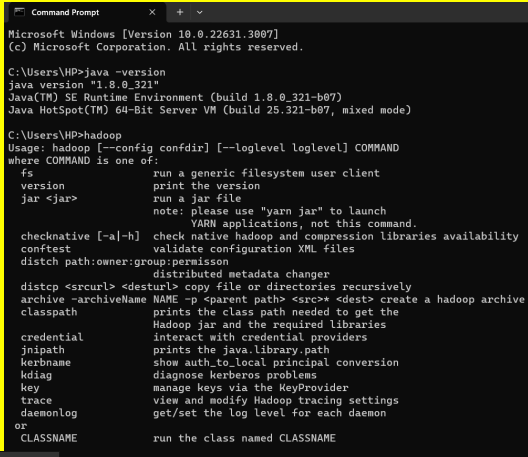 Command Prompt
Microsoft Windows [Version 10.0.22631.3007]
(c) Microsoft Corporation. All rights reserved.
C:\Users\HP>java -version
java version "1.8.0_321"
Java(TM) SE Runtime Environment (build 1.8.0_321-b07)
Java HotSpot(TM) 64-Bit Server VM (build 25.321-b07, mixed mode)
C:\Users\HP>hadoop
Usage: hadoop [--config confdir] [--loglevel loglevel] COMMAND
where COMMAND is one of:
  fs                   run a generic filesystem user client
  version              print the version
  jar <jar>            run a jar file
                       note: please use "yarn jar" to launch
                             YARN applications, not this command.
  checknative [-a|-h]  check native hadoop and compression libraries availability
  conftest             validate configuration XML files
  distch path:owner:group:permisson
                       distributed metadata changer
  distcp <srcurl> <desturl> copy file or directories recursively
  archive -archiveName NAME -p <parent path> <src>* <dest> create a hadoop archive
  classpath            prints the class path needed to get the
                       Hadoop jar and the required libraries
  credential           interact with credential providers
  jnipath              prints the java.library.path
  kerbname             show auth_to_local principal conversion
  kdiag                diagnose kerberos problems
  key                  manage keys via the KeyProvider
  trace                view and modify Hadoop tracing settings
  daemonlog            get/set the log level for each daemon
 or
  CLASSNAME            run the class named CLASSNAME